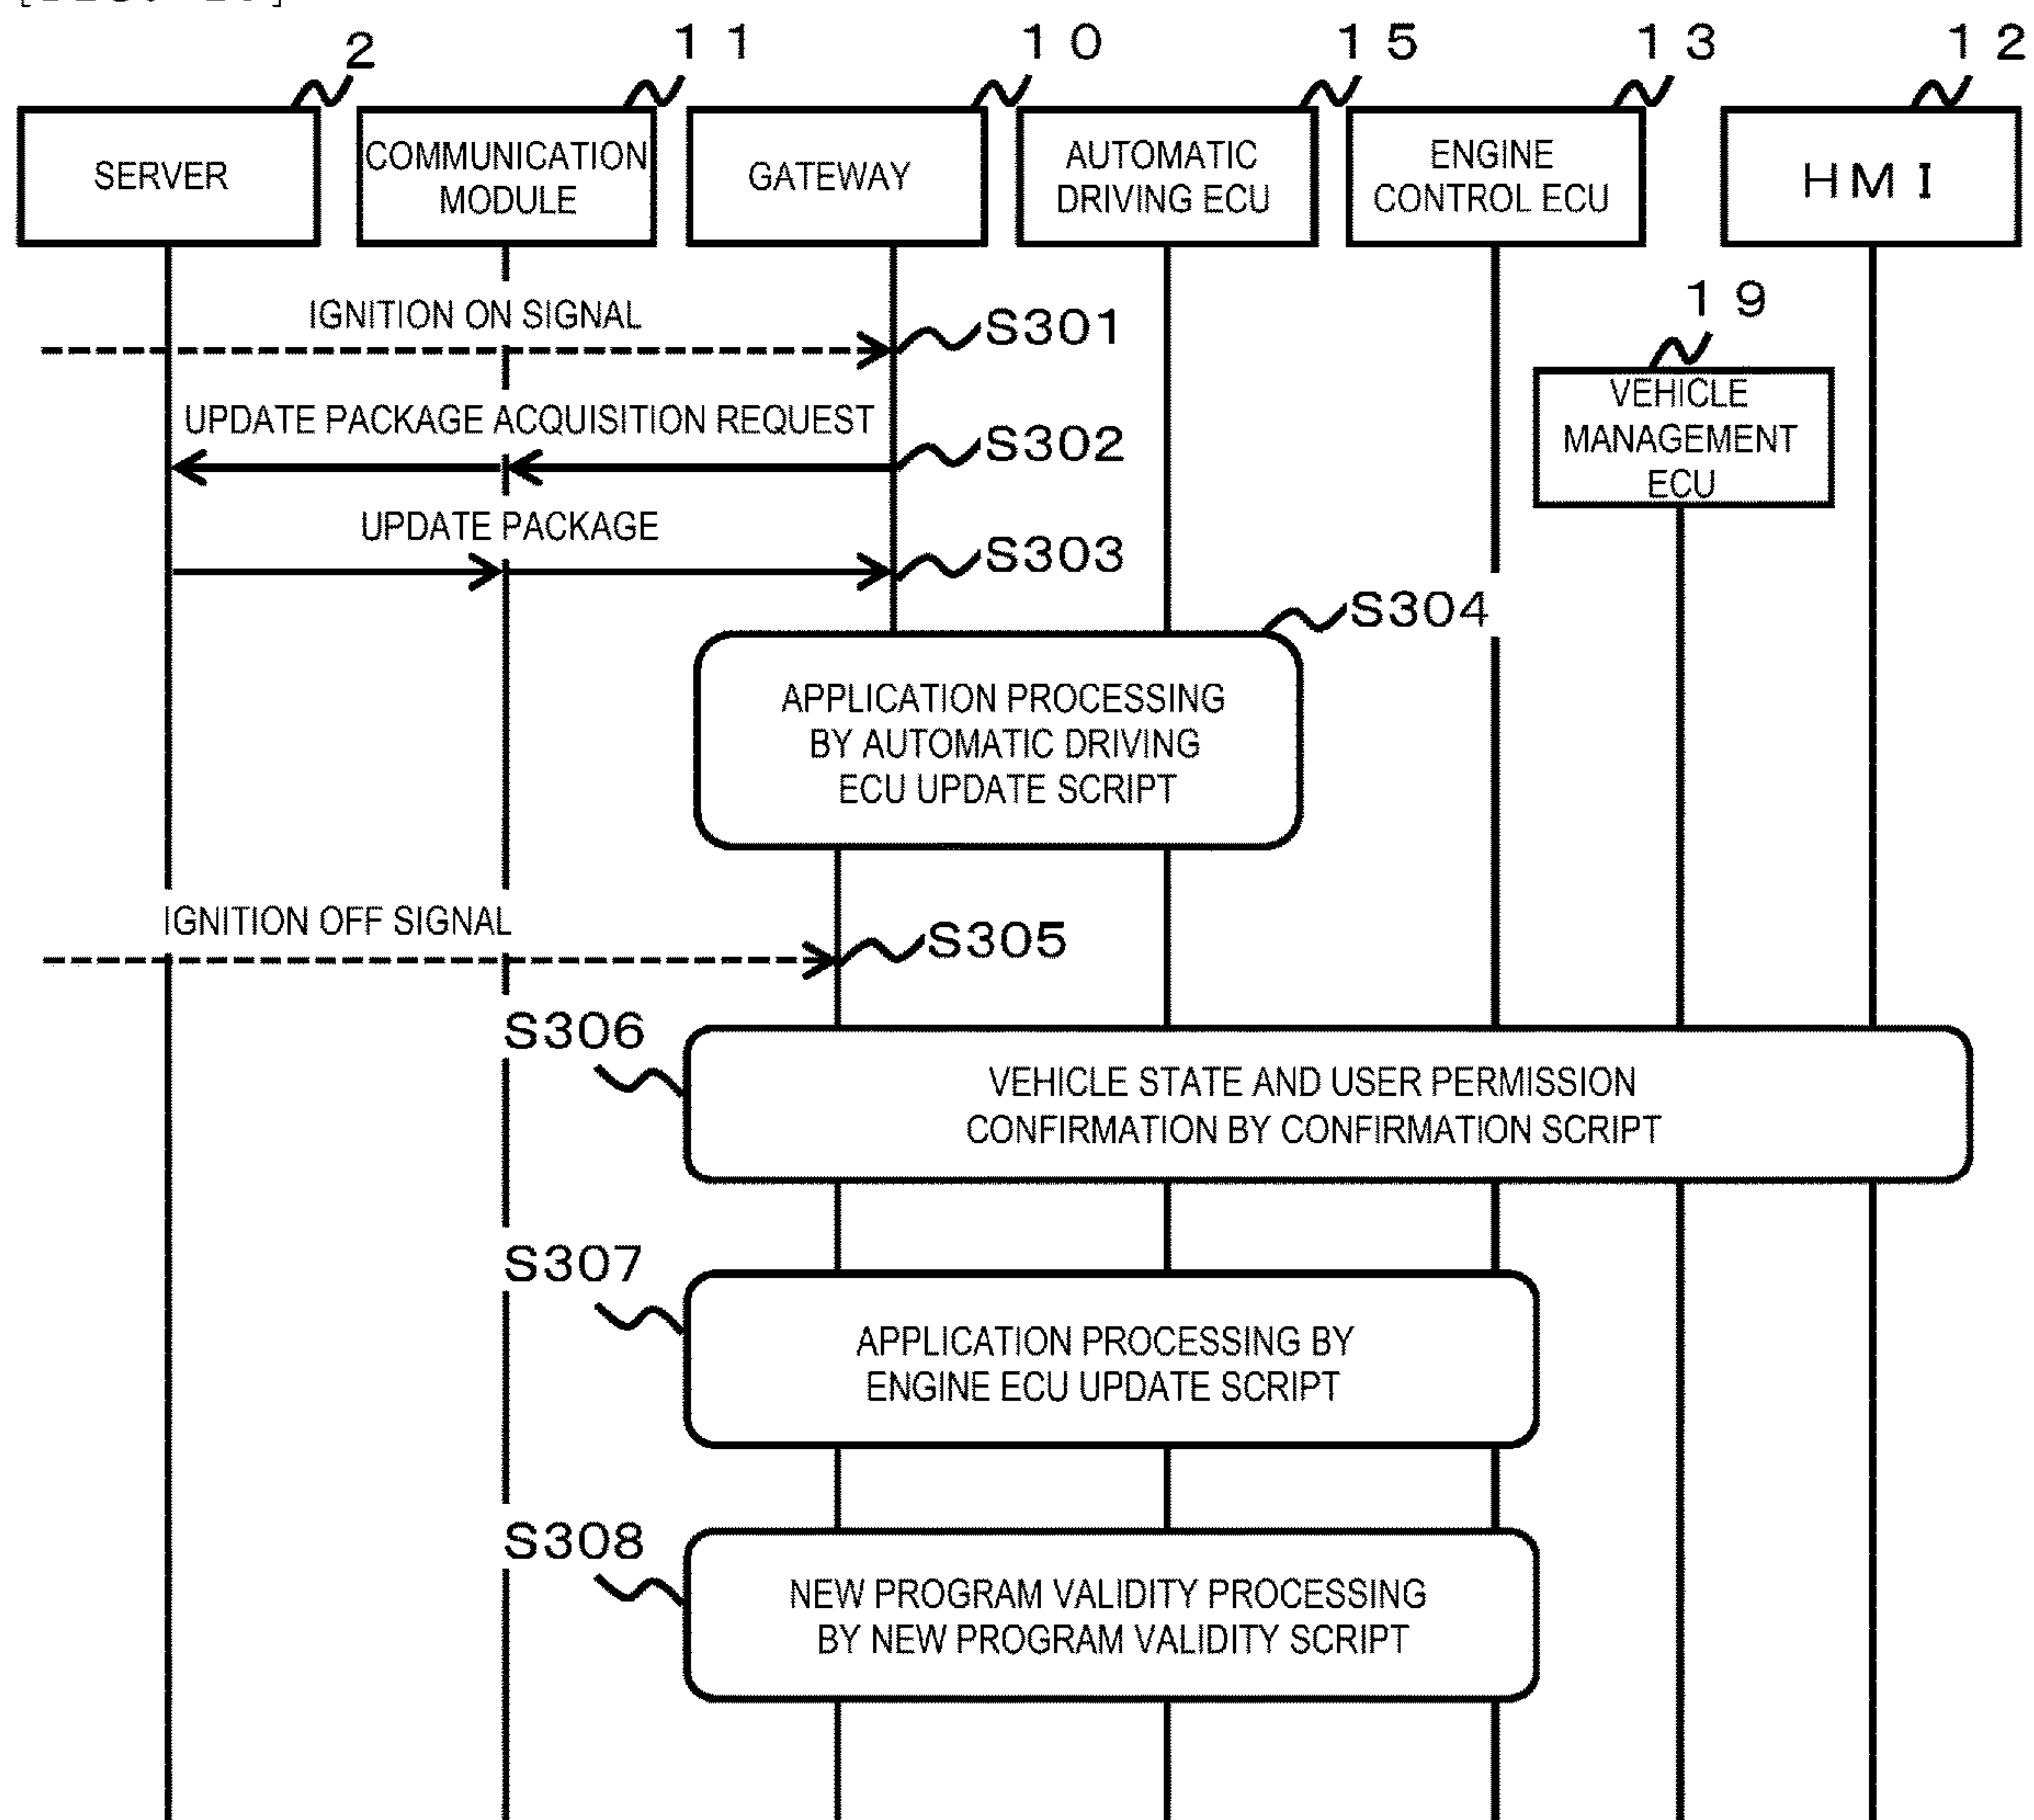 2
11
10
15
13
12
SERVER
COMMUNICATION
MODULE
GATEWAY
AUTOMATIC
DRIVING ECU
ENGINE
CONTROL ECU
HMI
IGNITION ON SIGNAL
S301
19
VEHICLE
MANAGEMENT
ECU
UPDATE PACKAGE ACQUISITION REQUEST
S302
UPDATE PACKAGE
S303
S304
APPLICATION PROCESSING
BY AUTOMATIC DRIVING
ECU UPDATE SCRIPT
IGNITION OFF SIGNAL
S305
S306
VEHICLE STATE AND USER PERMISSION
CONFIRMATION BY CONFIRMATION SCRIPT
S307
APPLICATION PROCESSING BY
ENGINE ECU UPDATE SCRIPT
S308
NEW PROGRAM VALIDITY PROCESSING
BY NEW PROGRAM VALIDITY SCRIPT